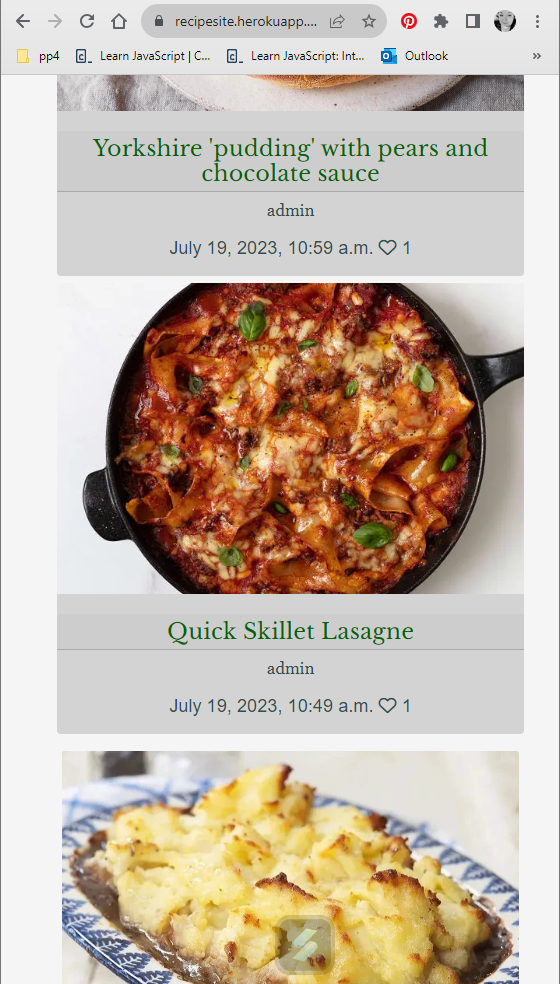 recipesite.herokuapp....
pp4
Learn JavaScript | C...
Learn JavaScript: Int...
Outlook
»
Yorkshire 'pudding' with pears and
chocolate sauce
admin
July 19, 2023, 10:59 a.m. 1
Quick Skillet Lasagne
admin
July 19, 2023, 10:49 a.m. 1